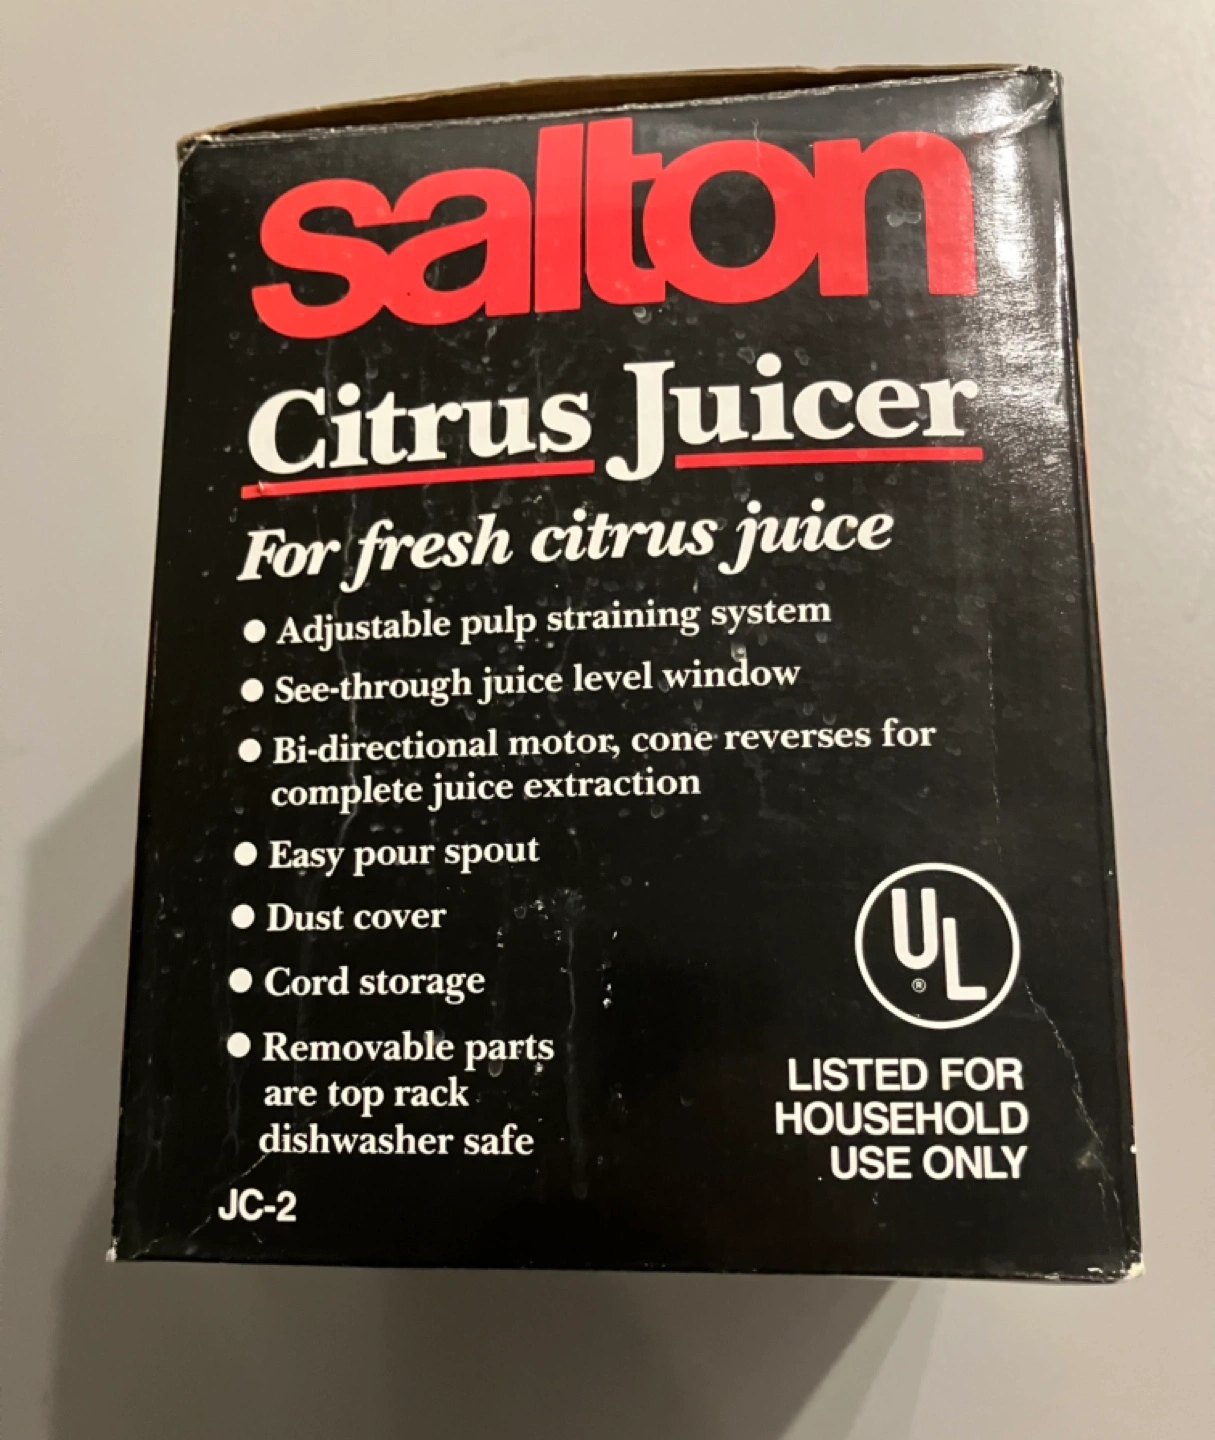 salton
Citrus Juicer
For fresh citrus juice
● Adjustable pulp straining system
● See-through juice level window
● Bi-directional motor, cone reverses for
complete juice extraction
● Easy pour spout
● Dust cover
● Cord storage
● Removable parts
are top rack
dishwasher safe
JC-2
UL
®
LISTED FOR
HOUSEHOLD
USE ONLY